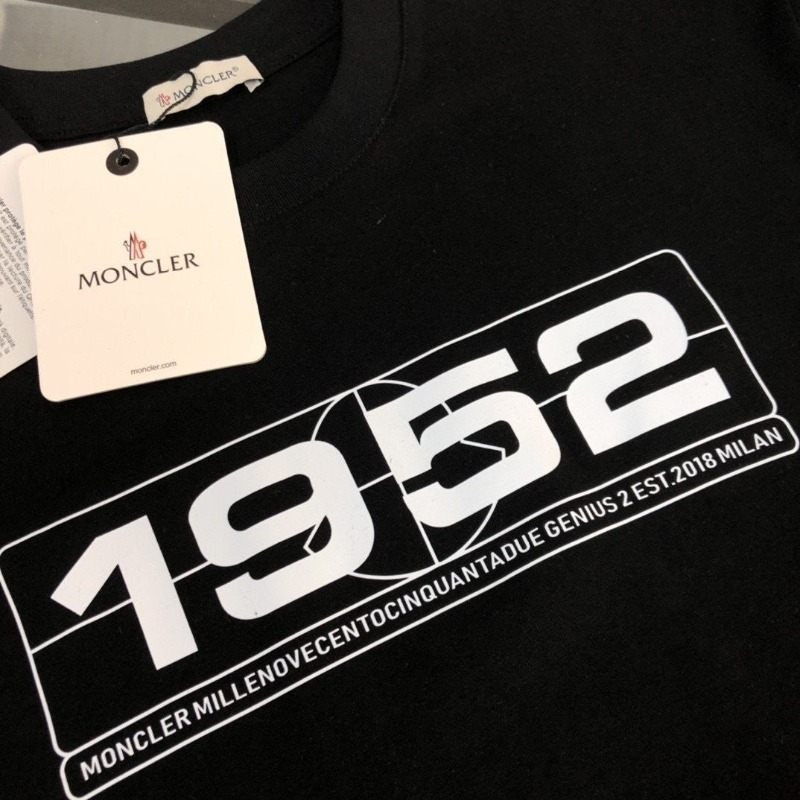 MONCLER
MONCLER
moncler.com
1952
MONCLER MILLENOVECENTOCINQUANTADUE GENIUS 2 EST.2018 MILAN